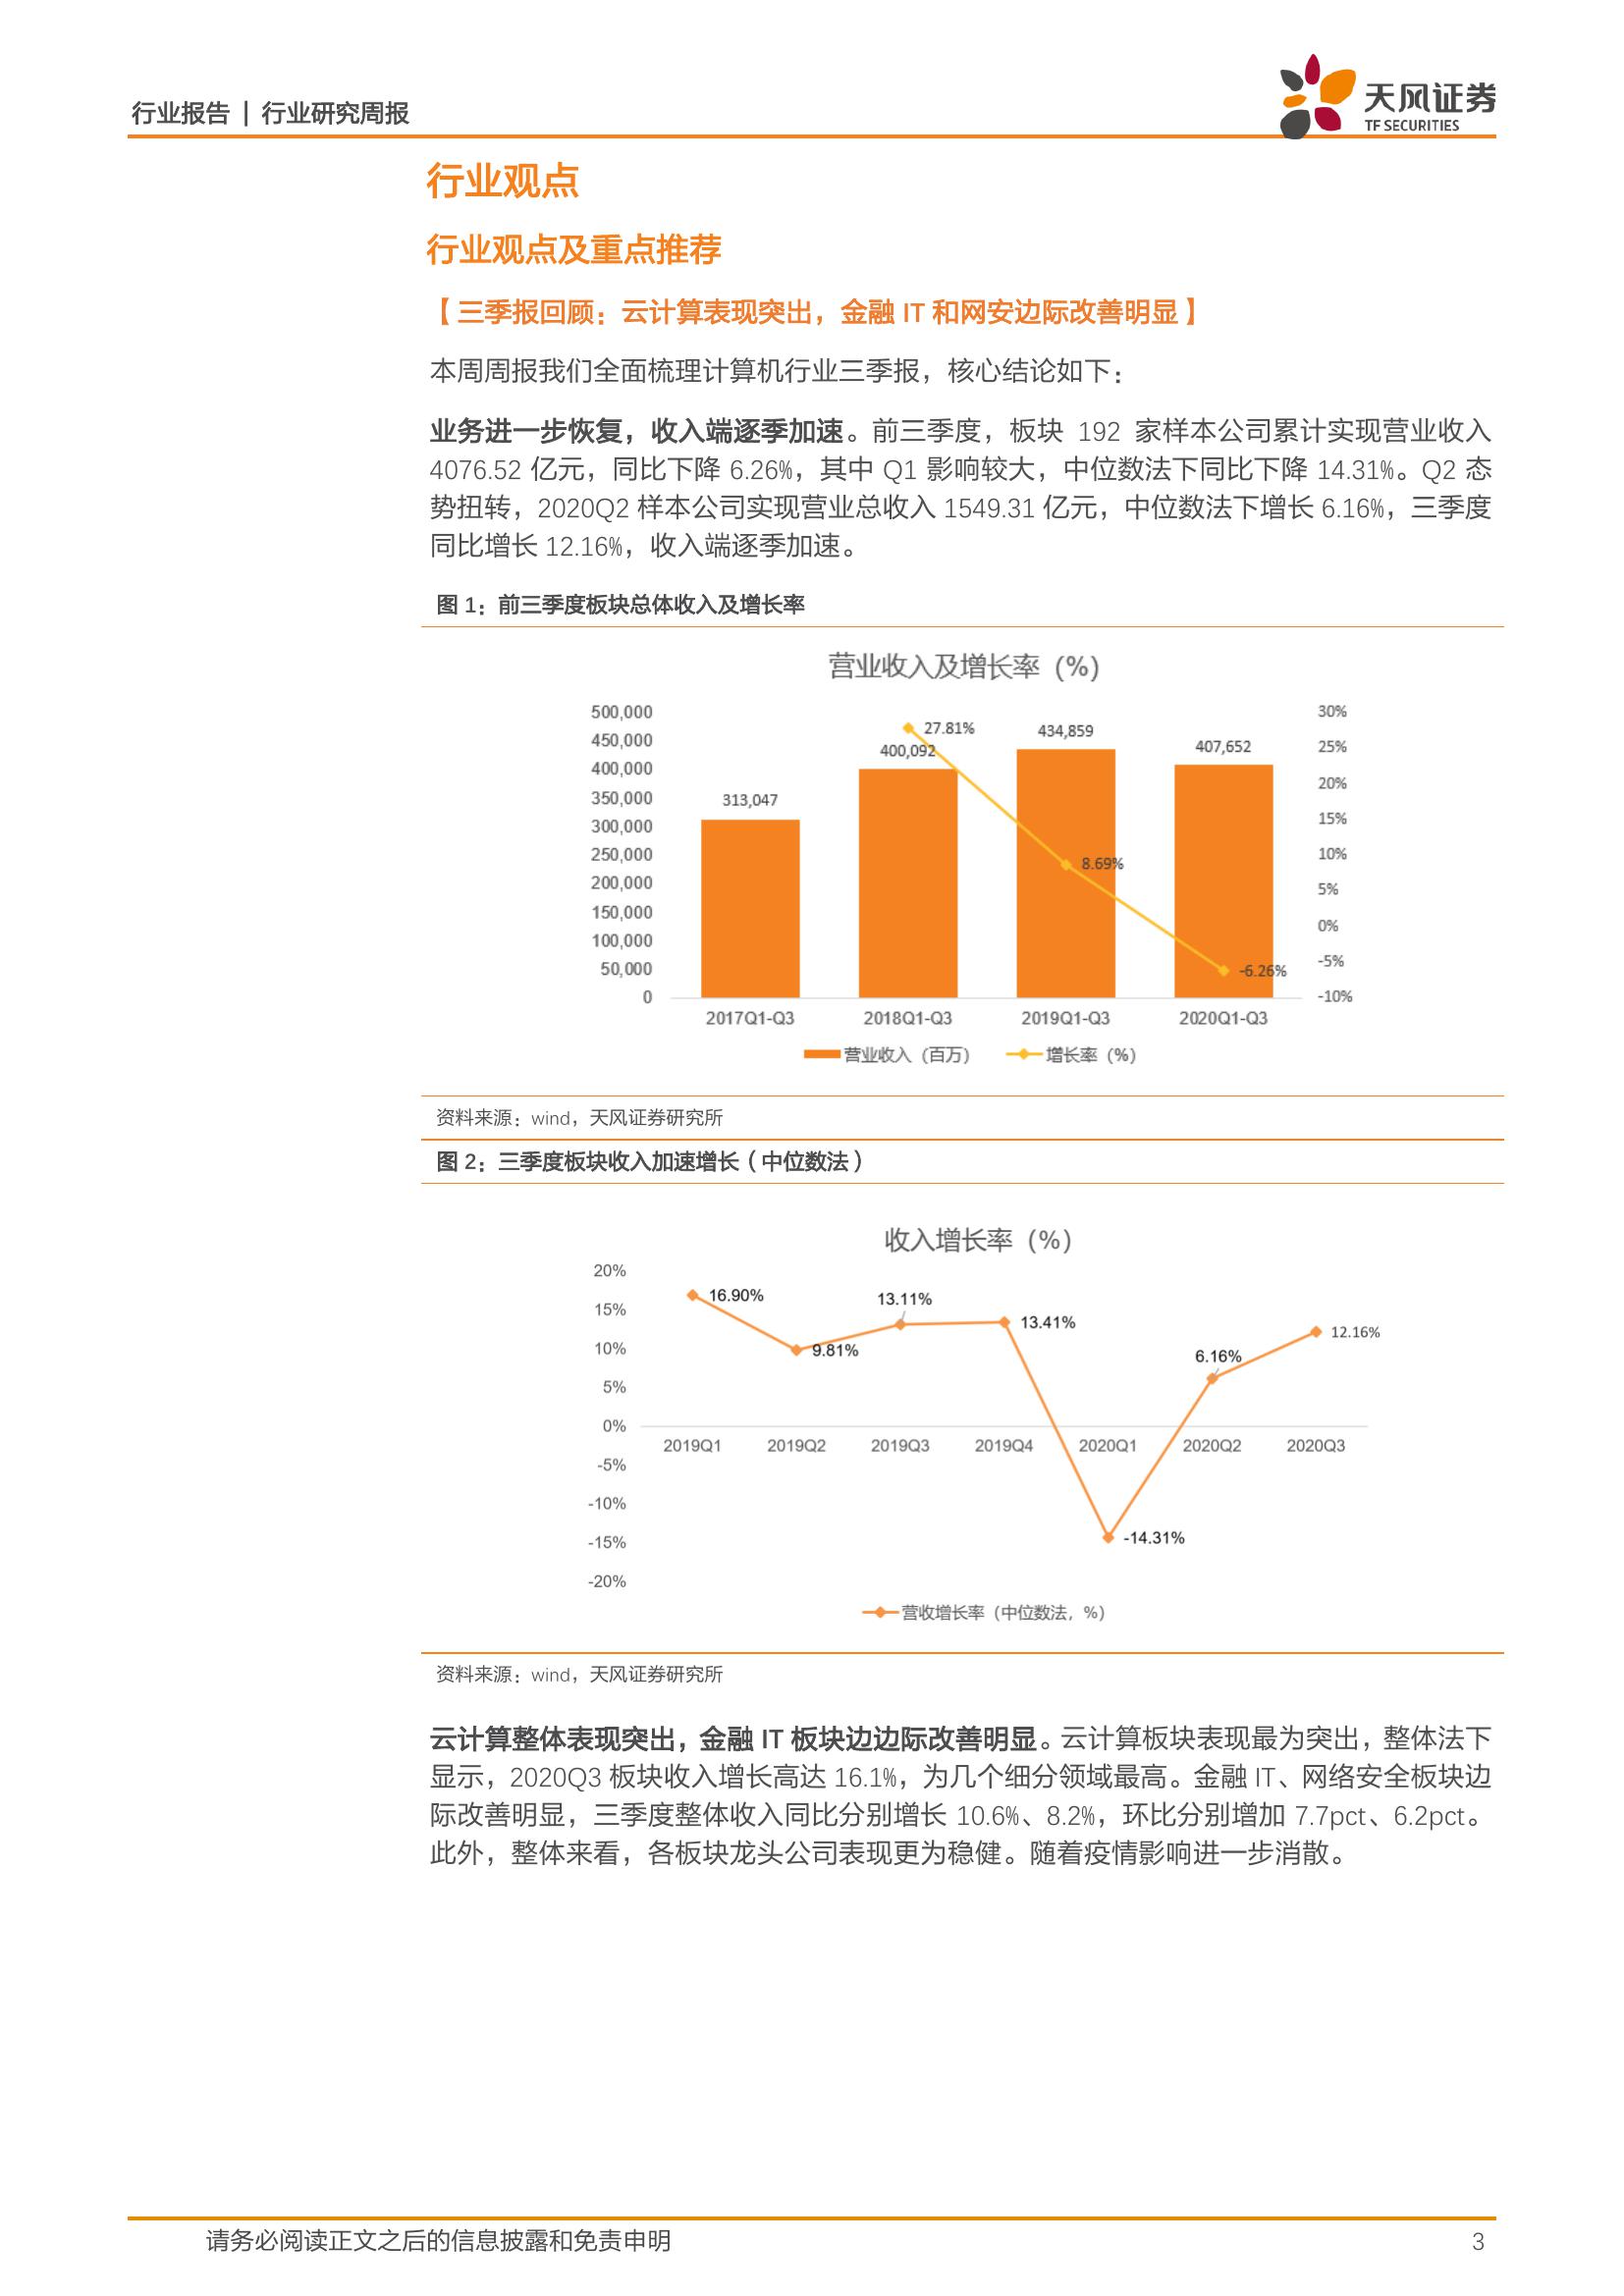 行业报告 | 行业研究周报
天风证券
TF SECURITIES
行业观点
行业观点及重点推荐
【三季报回顾：云计算表现突出，金融 IT 和网安边际改善明显】
本周周报我们全面梳理计算机行业三季报，核心结论如下：
业务进一步恢复，收入端逐季加速。前三季度，板块 192 家样本公司累计实现营业收入
4076.52 亿元，同比下降 6.26%，其中 Q1 影响较大，中位数法下同比下降 14.31%。Q2 态
势扭转，2020Q2 样本公司实现营业总收入 1549.31 亿元，中位数法下增长 6.16%，三季度
同比增长 12.16%，收入端逐季加速。
图 1：前三季度板块总体收入及增长率
营业收入及增长率（%）
500,000
450,000
400,000
350,000
300,000
250,000
200,000
150,000
100,000
50,000
0
313,047
400,092
434,859
407,652
27.81%
8.69%
-6.26%
30%
25%
20%
15%
10%
5%
0%
-5%
-10%
2017Q1-Q3 2018Q1-Q3 2019Q1-Q3 2020Q1-Q3
营业收入（百万） 增长率（%）
资料来源：wind，天风证券研究所
图 2：三季度板块收入加速增长（中位数法）
收入增长率（%）
20%
15%
10%
5%
0%
-5%
-10%
-15%
-20%
16.90%
9.81%
13.11%
13.41%
-14.31%
6.16%
12.16%
2019Q1 2019Q2 2019Q3 2019Q4 2020Q1 2020Q2 2020Q3
营收增长率（中位数法，%）
资料来源：wind，天风证券研究所
云计算整体表现突出，金融 IT 板块边边际改善明显。云计算板块表现最为突出，整体法下
显示，2020Q3 板块收入增长高达 16.1%，为几个细分领域最高。金融 IT、网络安全板块边
际改善明显，三季度整体收入同比分别增长 10.6%、8.2%，环比分别增加 7.7pct、6.2pct。
此外，整体来看，各板块龙头公司表现更为稳健。随着疫情影响进一步消散。
请务必阅读正文之后的信息披露和免责申明
3